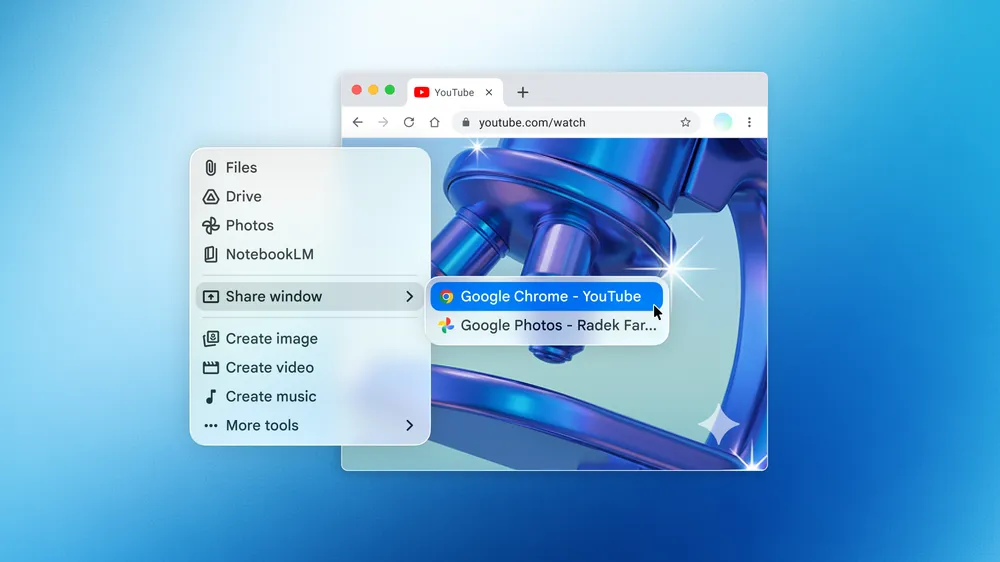 YouTube
youtube.com/watch
Files
Drive
Photos
NotebookLM
Share window
Google Chrome - YouTube
Google Photos - Radek Far...
Create image
Create video
Create music
More tools